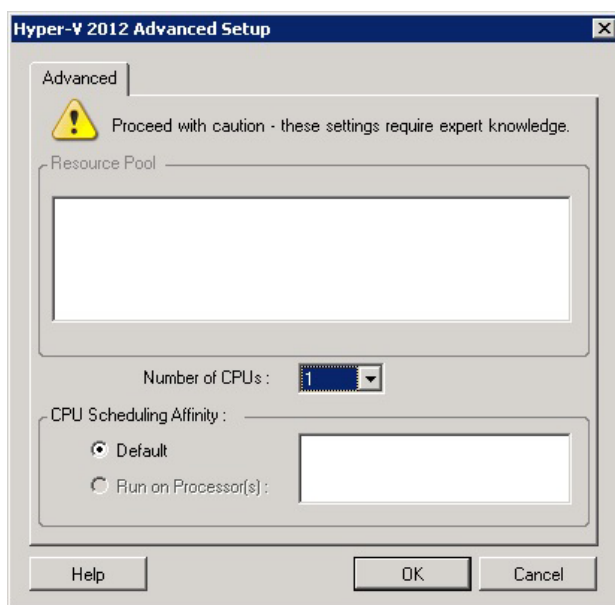 Hyper-V 2012 Advanced Setup
Advanced
Proceed with caution - these settings require expert knowledge.
Resource Pool
Number of CPUs :
1
CPU Scheduling Affinity :
Default
Run on Processor(s) :
Help
OK
Cancel